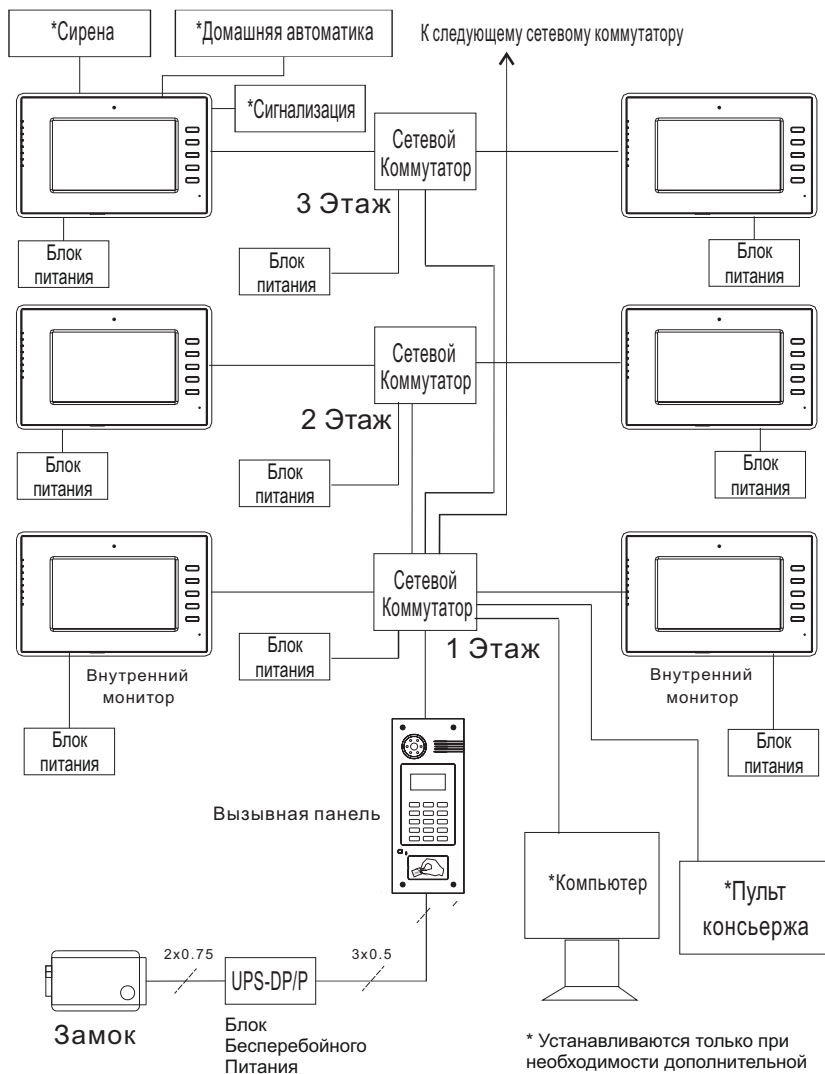 *Сирена
*Домашняя автоматика
К следующему сетевому коммутатору
*Сигнализация
Сетевой
Коммутатор
3 Этаж
Блок
питания
Блок
питания
Блок
питания
Сетевой
Коммутатор
2 Этаж
Блок
питания
Блок
питания
Блок
питания
Сетевой
Коммутатор
1 Этаж
Блок
питания
Внутренний
монитор
Внутренний
монитор
Блок
питания
Блок
питания
Вызывная панель
*Компьютер
*Пульт
консьержа
2x0.75
UPS-DP/P
3x0.5
Замок
Блок
Бесперебойного
Питания
* Устанавливаются только при
необходимости дополнительной